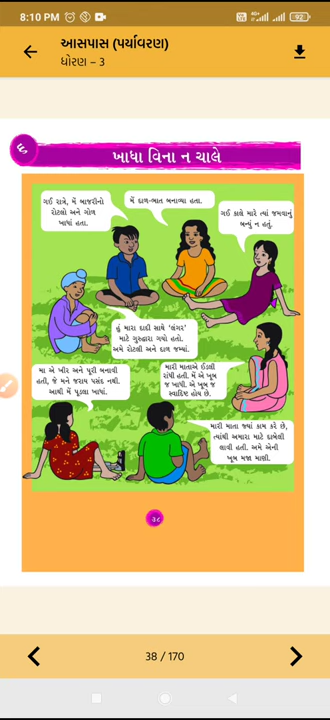 8:10 PM
92
આસપાસ (પર્યાવરણ)
ધોરણ – 3
૬
ખાધા વિના ન ચાલે
ગઈ રાત્રે, મેં બાજરીનો
રોટલો અને ગોળ
ખાધાં હતા.
મેં દાળ-ભાત બનાવ્યા હતા.
ગઈ કાલે મારે ત્યાં જમવાનું
બન્યું ન હતું.
હું મારા દાદી સાથે ‘લંગર’
માટે ગુરુદ્વારા ગયો હતો.
અમે રોટલી અને દાળ જમ્યાં.
મા એ ખીર અને પૂરી બનાવી
હતી, જે મને જરાય પસંદ નથી.
આથી મેં પુડલા ખાધાં.
મારી માતાએ ઈડલી
રાંધી હતી. મેં એ ખૂબ
જ ખાધી. એ ખૂબ જ
સ્વાદિષ્ટ હોય છે.
મારી માતા જ્યાં કામ કરે છે,
ત્યાંથી અમારા માટે દાબેલી
લાવી હતી. અમે એની
ખૂબ મજા માણી.
૩૮
38 / 170